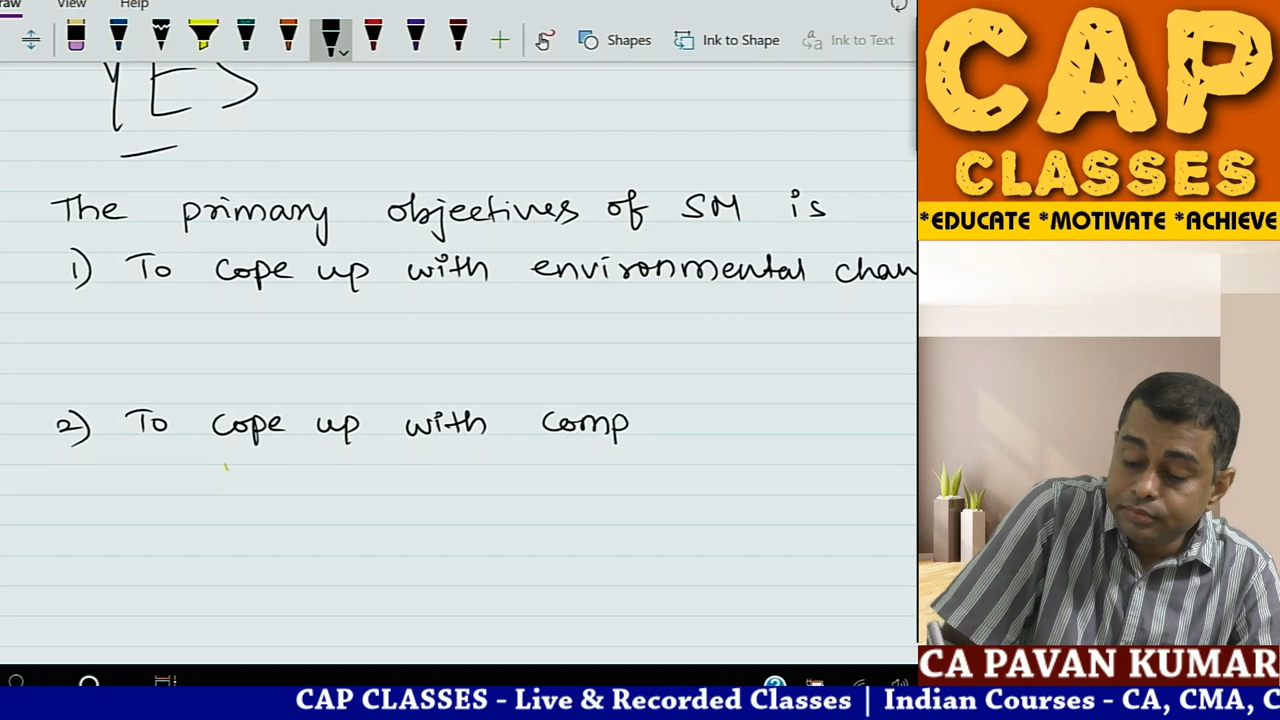 View Help
Shapes Ink to Shape Ink to Text
YES
The primary objectives of SM is
1) To cope up with environmental chan
2) To cope up with comp
CAP
CLASSES
*EDUCATE *MOTIVATE *ACHIEVE
CA PAVAN KUMAR
CAP CLASSES - Live & Recorded Classes | Indian Courses - CA, CMA, C